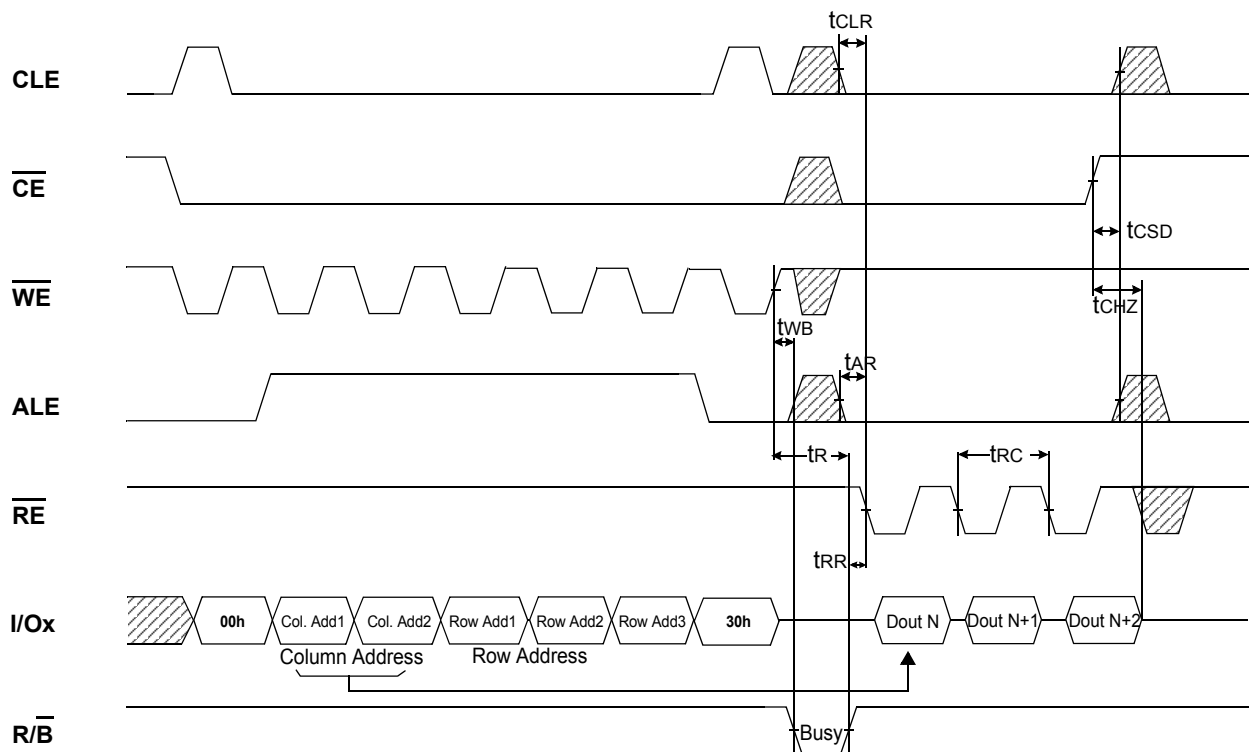 tCLR
CLE
CE
tCSD
WE
tCHZ
tWB
tAR
ALE
tR
tRC
RE
tRR
I/Ox
00h
Col. Add1
Col. Add2
Row Add1
Row Add2
Row Add3
30h
Dout N
Dout N+1
Dout N+2
Column Address
Row Address
R/B
Busy